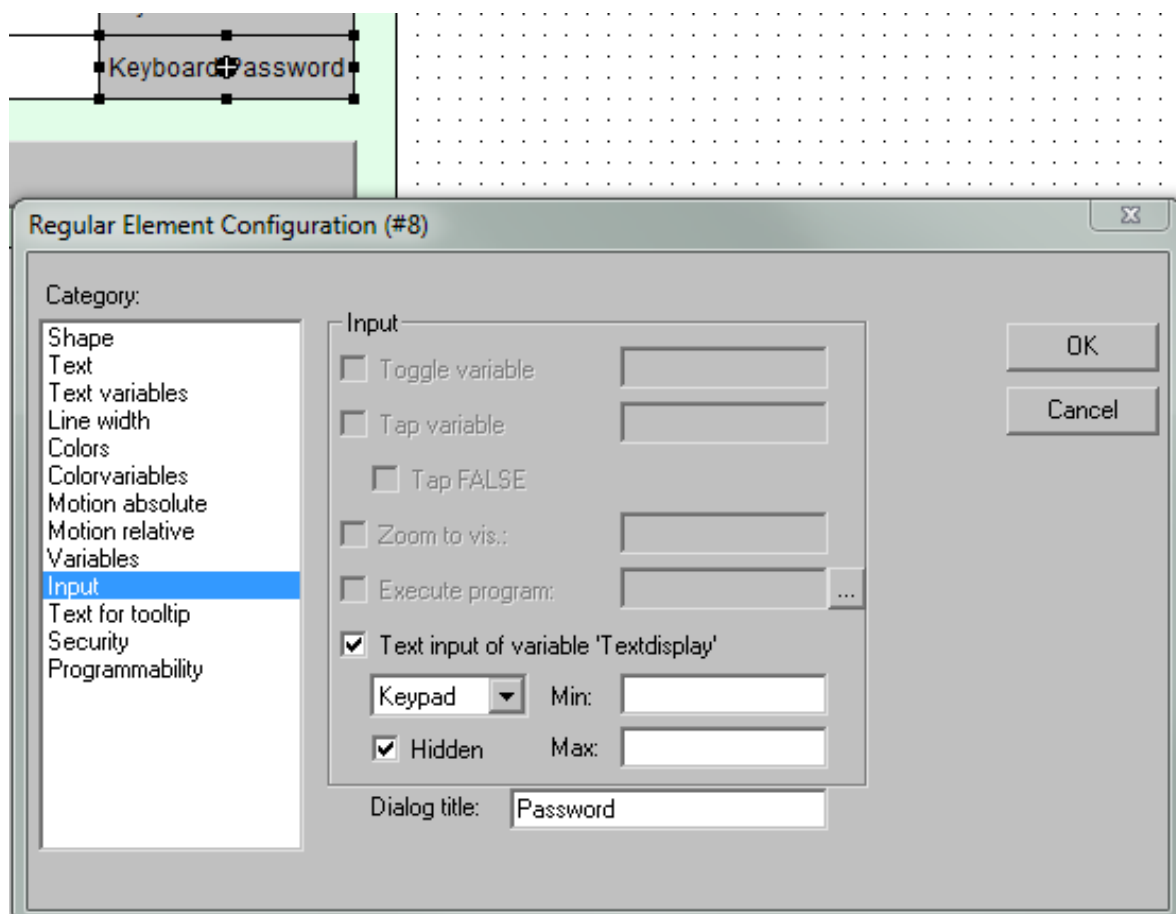 Keyboard Password
Regular Element Configuration (#8)
Category:
Shape
Text
Text variables
Line width
Colors
Colorvariables
Motion absolute
Motion relative
Variables
Input
Text for tooltip
Security
Programmability
Input
Toggle variable
Tap variable
Tap FALSE
Zoom to vis.:
Execute program:
...
Text input of variable 'Textdisplay'
Keypad
Min:
Hidden
Max:
Dialog title:
Password
OK
Cancel